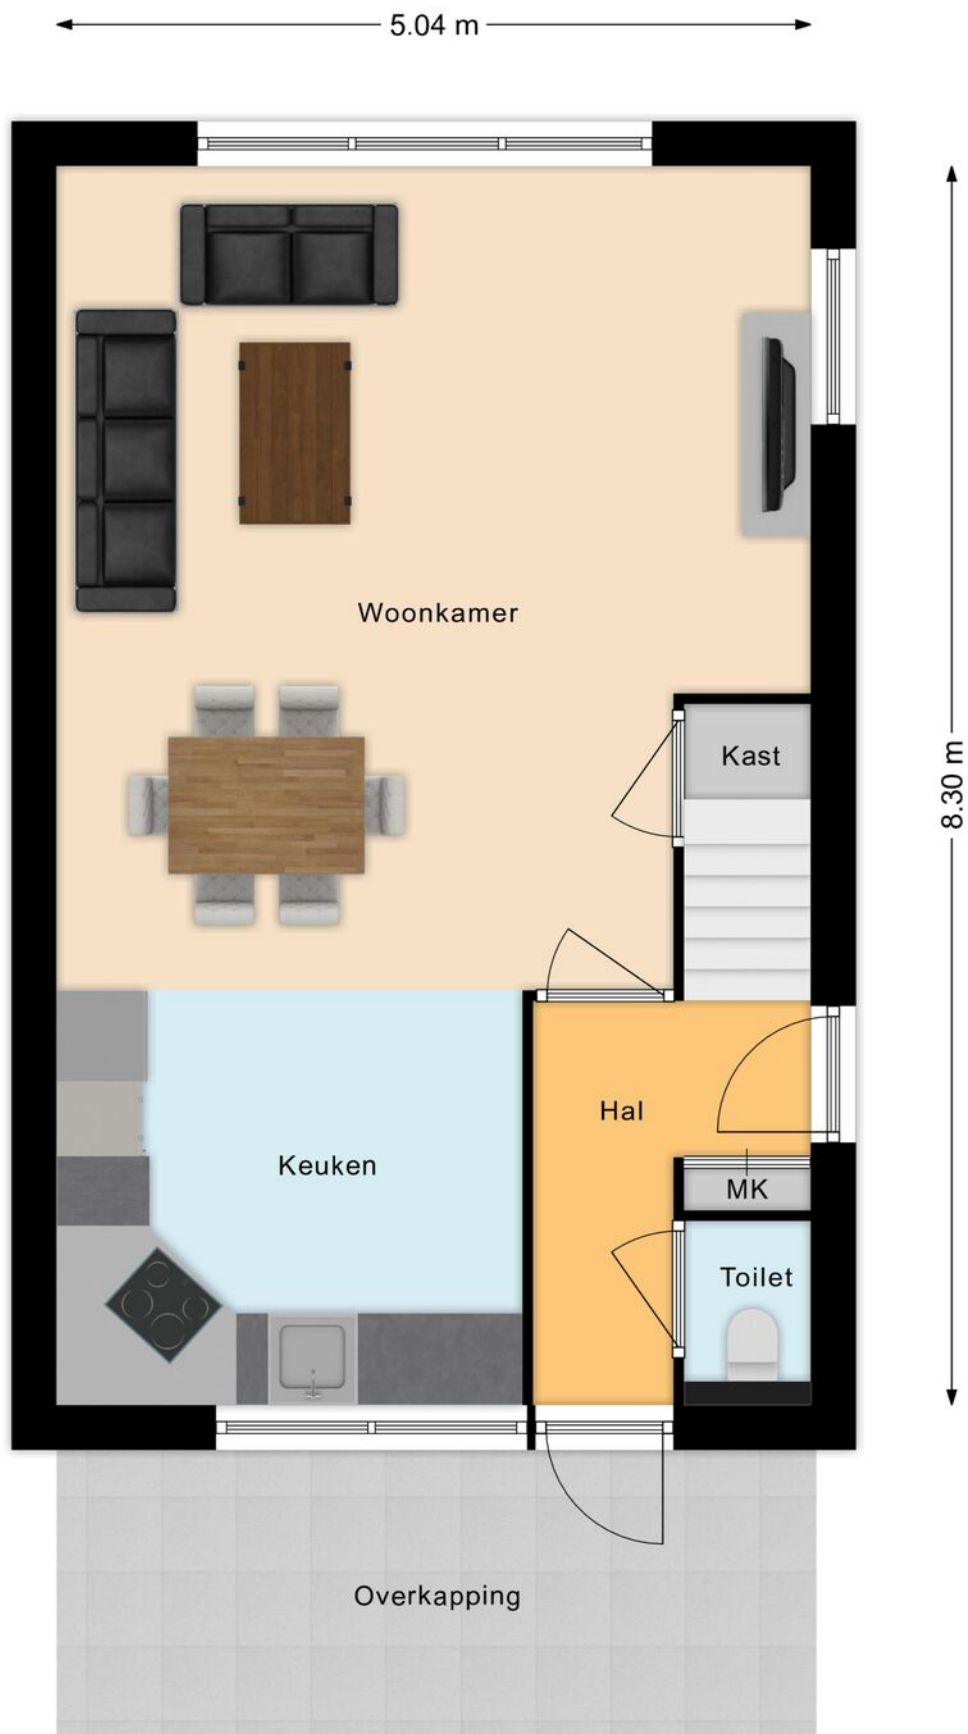 5.04 m
Woonkamer
Kast
8.30 m
Hal
Keuken
MK
Toilet
Overkapping